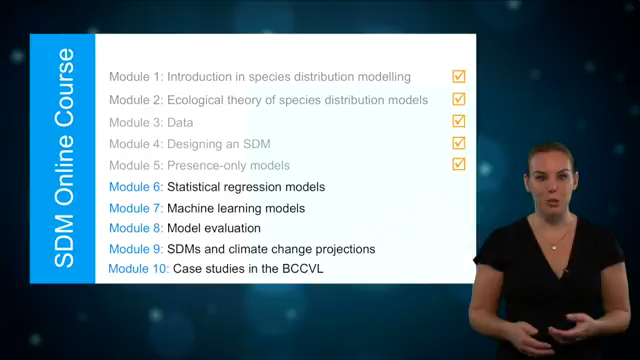 SDM Online Course
Module 1: Introduction in species distribution modelling
Module 2: Ecological theory of species distribution models
Module 3: Data
Module 4: Designing an SDM
Module 5: Presence-only models
Module 6: Statistical regression models
Module 7: Machine learning models
Module 8: Model evaluation
Module 9: SDMs and climate change projections
Module 10: Case studies in the BCCVL